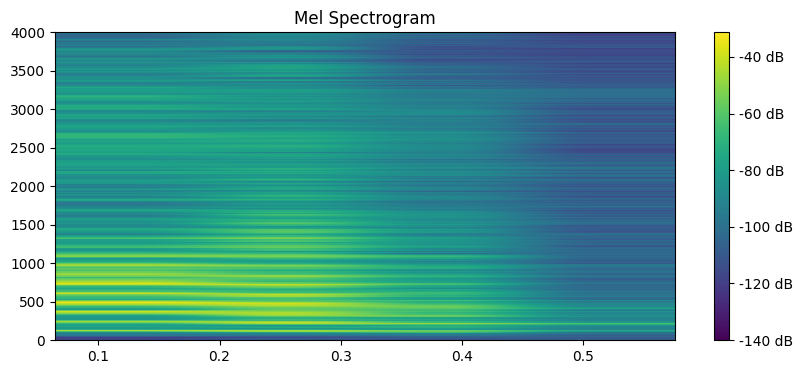 Mel Spectrogram
4000
3500
3000
2500
2000
1500
1000
500
0
0.1 0.2 0.3 0.4 0.5
-40 dB
-60 dB
-80 dB
-100 dB
-120 dB
-140 dB